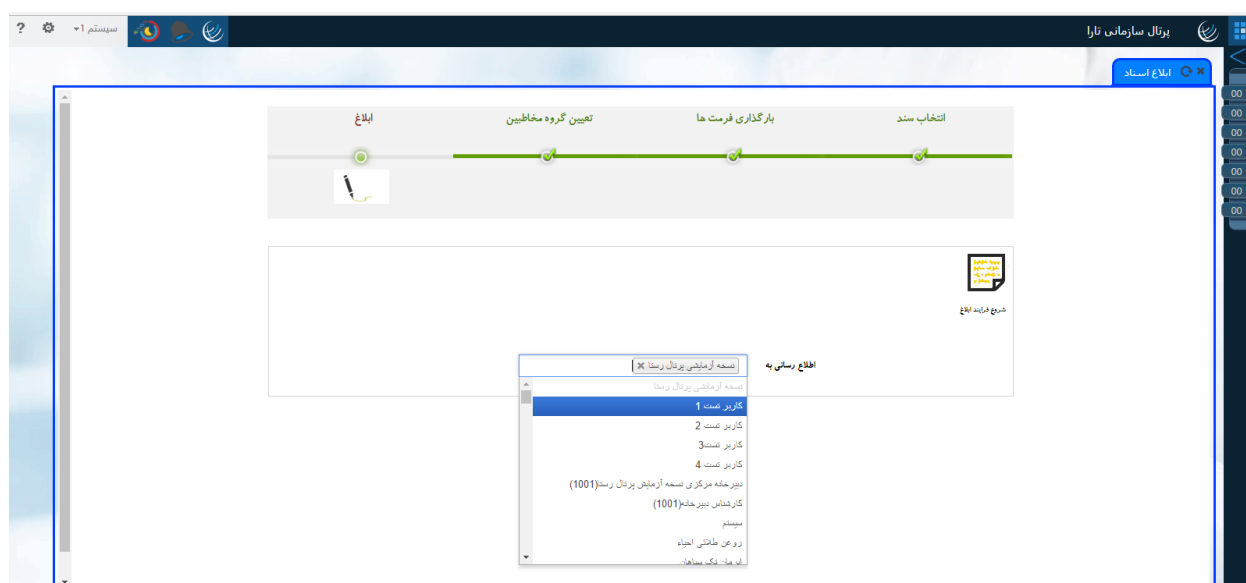 پرتال سازمانی تارا
سیستم 1
?
ابلاغ اسناد
00
00
00
00
00
00
00
انتخاب سند
بارگذاری فرمت ها
تعیین گروه مخاطبین
ابلاغ
شروع فرایند ابلاغ
اطلاع رسانی به
نسخه آزمایشی پرتال رستا
نسخه آزمایشی پرتال رستا
کاربر تست 1
کاربر تست 2
کاربر تست3
کاربر تست 4
دبیرخانه مرکزی نسخه آزمایش پرتال رستا(1001)
کارشناس دبیرخانه(1001)
سیستم
روغن طلائی احیاء